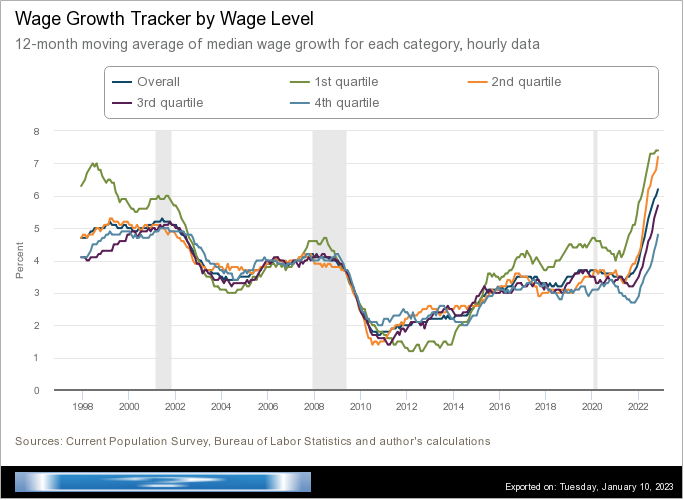 Wage Growth Tracker by Wage Level
12-month moving average of median wage growth for each category, hourly data
Overall 1st quartile 2nd quartile
3rd quartile 4th quartile
8
7
6
5
4
3
2
1
0
Percent
1998 2000 2002 2004 2006 2008 2010 2012 2014 2016 2018 2020 2022
Sources: Current Population Survey, Bureau of Labor Statistics and author's calculations
Exported on: Tuesday, January 10, 2023